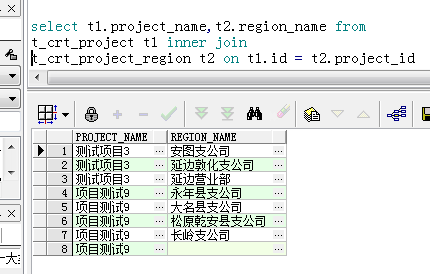 select t1.project_name,t2.region_name from
t_crt_project t1 inner join
t_crt_project_region t2 on t1.id = t2.project_id
PROJECT_NAME REGION_NAME
1 测试项目3 … 安图支公司 …
2 测试项目3 … 延边敦化支公司 …
3 测试项目3 … 延边营业部 …
4 项目测试9 … 永年县支公司 …
5 项目测试9 … 大名县支公司 …
6 项目测试9 … 松原乾安县支公司 …
7 项目测试9 … 长岭支公司 …
8 项目测试9 … …